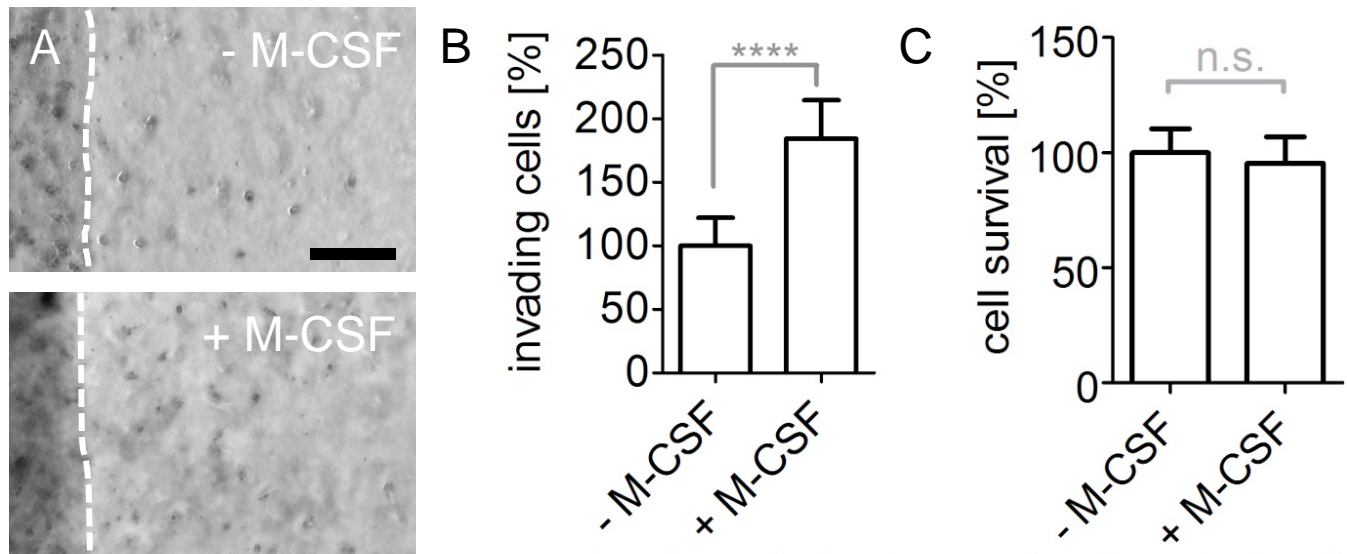 A
- M-CSF
+ M-CSF
B
invading cells [%]
250
200
150
100
50
0
****
- M-CSF
+ M-CSF
C
cell survival [%]
150
100
50
0
n.s.
- M-CSF
+ M-CSF